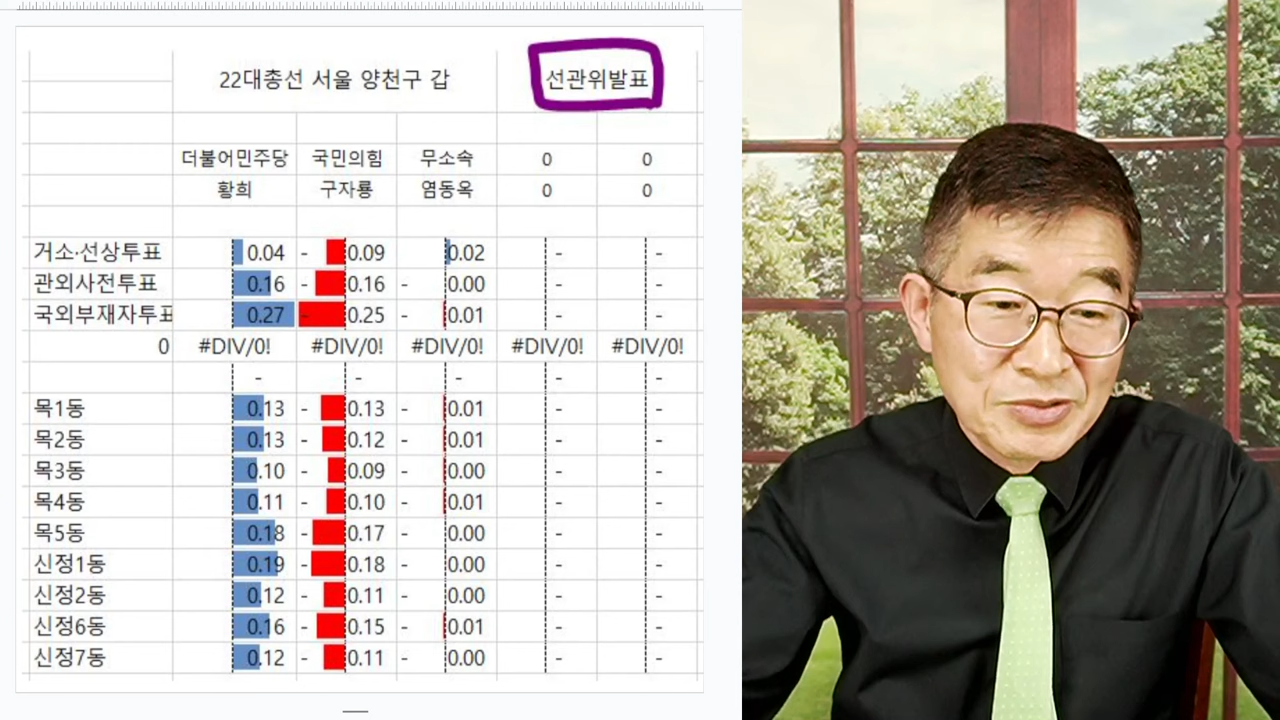 22대총선 서울 양천구 갑 선관위발표
더불어민주당 국민의힘 무소속 0 0
황희 구자룡 염동옥 0 0
거소·선상투표 0.04 - 0.09 0.02 - -
관외사전투표 0.16 - 0.16 - 0.00 - -
국외부재자투표 0.27 - 0.25 - 0.01 - -
0 #DIV/0! #DIV/0! #DIV/0! #DIV/0! #DIV/0!
- - - - -
목1동 0.13 - 0.13 - 0.01 - -
목2동 0.13 - 0.12 - 0.01 - -
목3동 0.10 - 0.09 - 0.00 - -
목4동 0.11 - 0.10 - 0.01 - -
목5동 0.18 - 0.17 - 0.00 - -
신정1동 0.19 - 0.18 - 0.00 - -
신정2동 0.12 - 0.11 - 0.00 - -
신정6동 0.16 - 0.15 - 0.01 - -
신정7동 0.12 - 0.11 - 0.00 - -